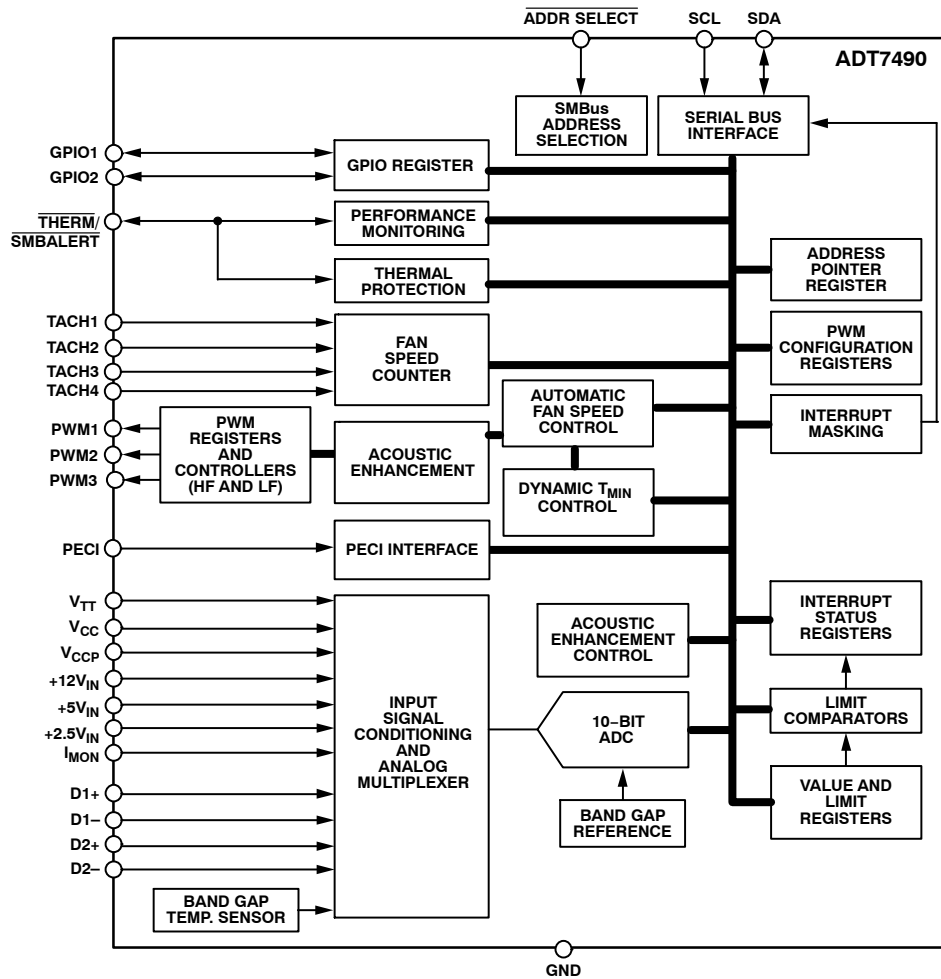 ADDR SELECT
SCL
SDA
ADT7490
SMBus
ADDRESS
SELECTION
SERIAL BUS
INTERFACE
GPIO1
GPIO2
GPIO REGISTER
THERM/
SMBALERT
PERFORMANCE
MONITORING
THERMAL
PROTECTION
ADDRESS
POINTER
REGISTER
TACH1
TACH2
TACH3
TACH4
FAN
SPEED
COUNTER
PWM
CONFIGURATION
REGISTERS
AUTOMATIC
FAN SPEED
CONTROL
INTERRUPT
MASKING
PWM1
PWM2
PWM3
PWM
REGISTERS
AND
CONTROLLERS
(HF AND LF)
ACOUSTIC
ENHANCEMENT
DYNAMIC TMIN
CONTROL
PECI
PECI INTERFACE
VTT
VCC
VCCP
+12VIN
+5VIN
+2.5VIN
IMON
D1+
D1–
D2+
D2–
INPUT
SIGNAL
CONDITIONING
AND
ANALOG
MULTIPLEXER
ACOUSTIC
ENHANCEMENT
CONTROL
INTERRUPT
STATUS
REGISTERS
10–BIT
ADC
LIMIT
COMPARATORS
BAND GAP
REFERENCE
VALUE AND
LIMIT
REGISTERS
BAND GAP
TEMP. SENSOR
GND